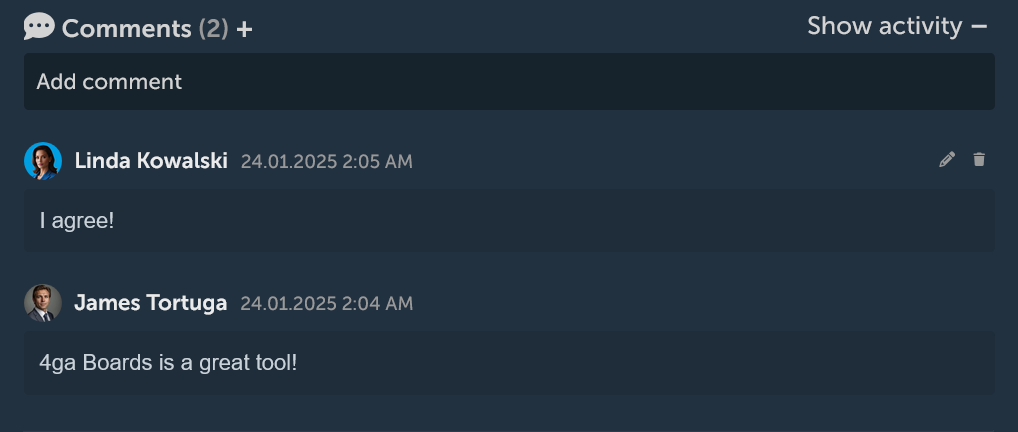 Comments (2) +
Show activity −
Add comment
Linda Kowalski 24.01.2025 2:05 AM
I agree!
James Tortuga 24.01.2025 2:04 AM
4ga Boards is a great tool!